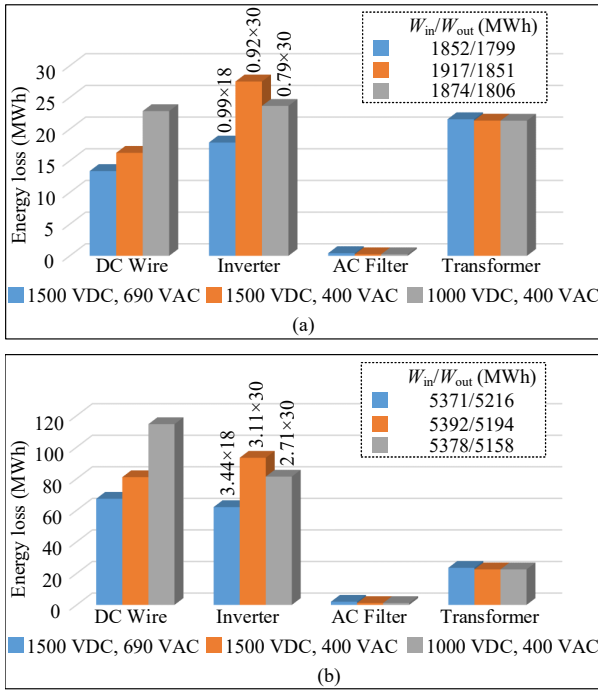 W_in/W_out (MWh)
1852/1799
1917/1851
1874/1806
0.99×18
0.92×30
0.79×30
Energy loss (MWh)
30
25
20
15
10
5
0
DC Wire Inverter AC Filter Transformer
1500 VDC, 690 VAC 1500 VDC, 400 VAC 1000 VDC, 400 VAC
(a)
W_in/W_out (MWh)
5371/5216
5392/5194
5378/5158
3.44×18
3.11×30
2.71×30
Energy loss (MWh)
120
100
80
60
40
20
0
DC Wire Inverter AC Filter Transformer
1500 VDC, 690 VAC 1500 VDC, 400 VAC 1000 VDC, 400 VAC
(b)